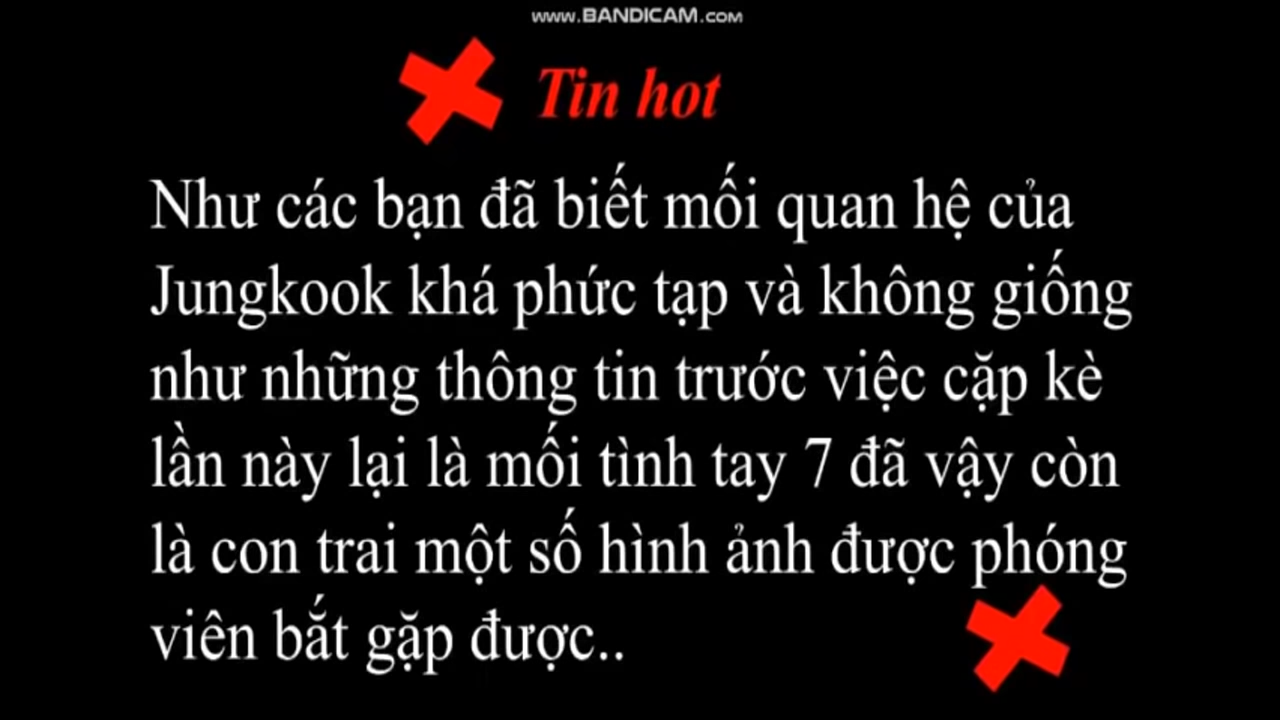 www.BANDICAM.com
Tin hot
Như các bạn đã biết mối quan hệ của
Jungkook khá phức tạp và không giống
như những thông tin trước việc cặp kè
lần này lại là mối tình tay 7 đã vậy còn
là con trai một số hình ảnh được phóng
viên bắt gặp được..